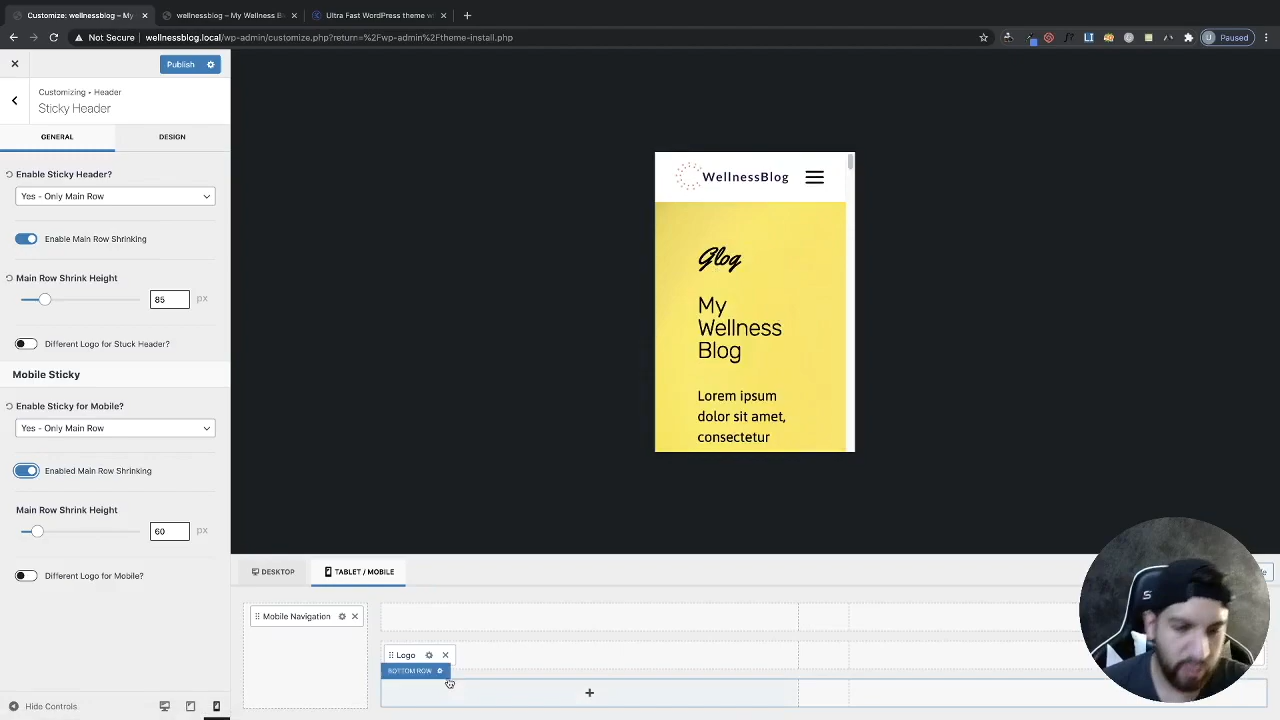 Customize: wellnessblog – My
wellnessblog – My Wellness Bl
Ultra Fast WordPress theme w
Not Secure
wellnessblog.local/wp-admin/customize.php?return=%2Fwp-admin%2Ftheme-install.php
Paused
Publish
Customizing • Header
Sticky Header
GENERAL
DESIGN
Enable Sticky Header?
Yes - Only Main Row
Enable Main Row Shrinking
Main Row Shrink Height
85
px
Different Logo for Stuck Header?
Mobile Sticky
Enable Sticky for Mobile?
Yes - Only Main Row
Enabled Main Row Shrinking
Main Row Shrink Height
60
px
Different Logo for Mobile?
Hide Controls
WellnessBlog
Glog
My
Wellness
Blog
Lorem ipsum
dolor sit amet,
consectetur
DESKTOP
TABLET / MOBILE
Mobile Navigation
Logo
BOTTOM ROW